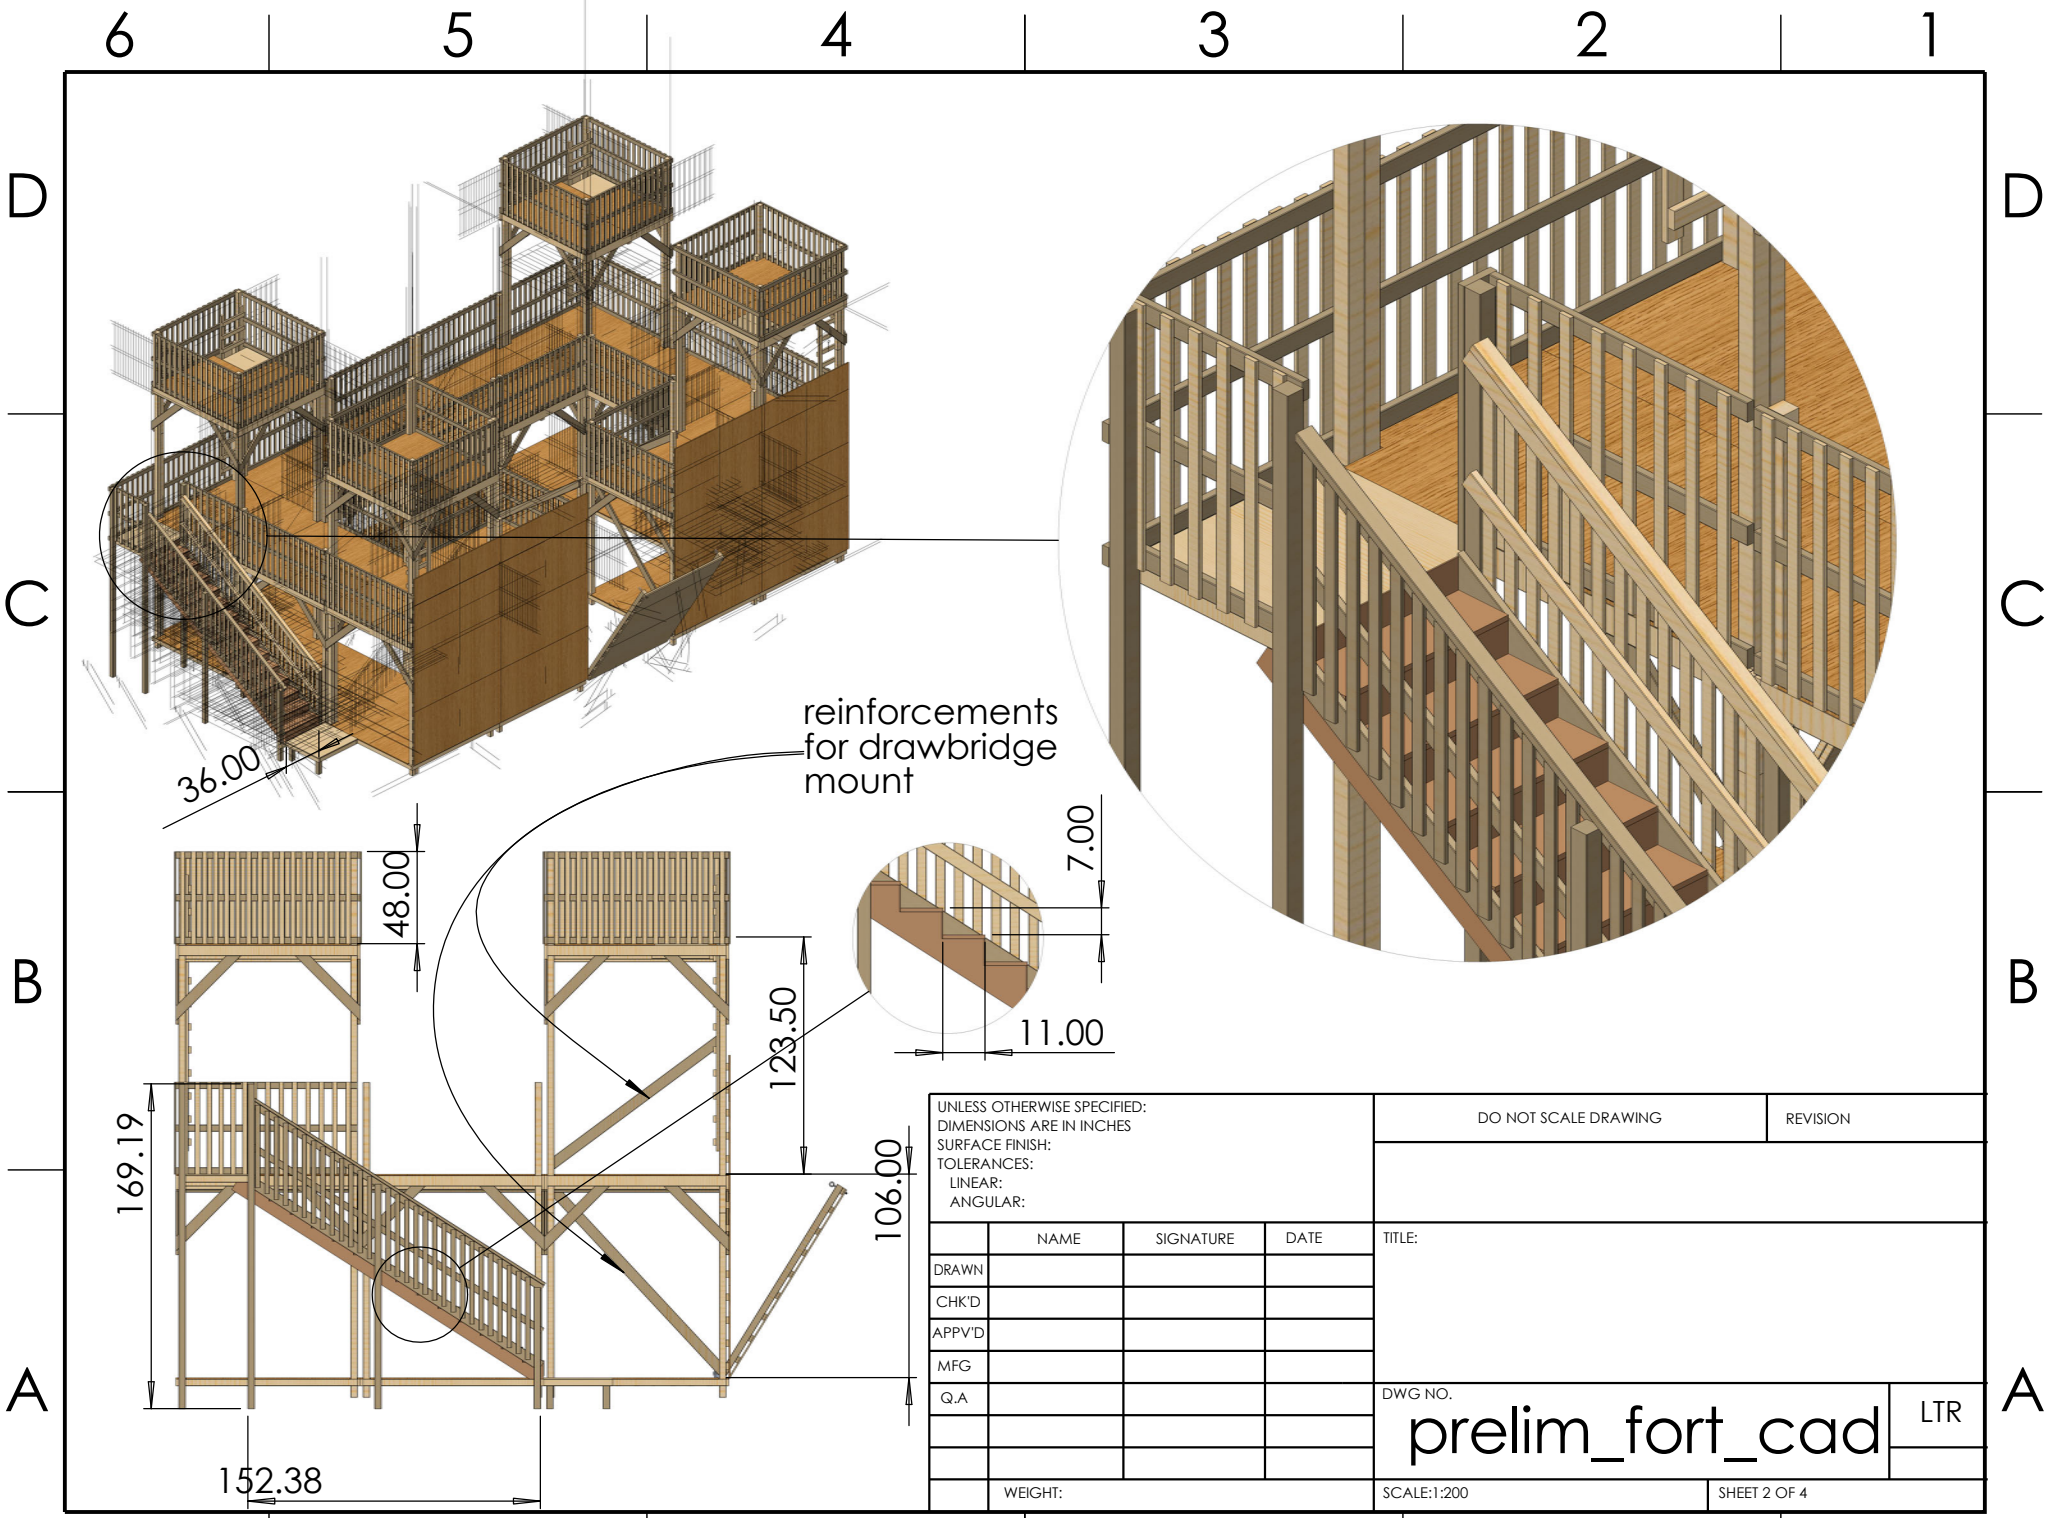 6 5 4 3 2 1
D D
C C
B B
A A
reinforcements
for drawbridge
mount
36.00
48.00
7.00
11.00
123.50
169.19
106.00
152.38
UNLESS OTHERWISE SPECIFIED:
DIMENSIONS ARE IN INCHES
SURFACE FINISH:
TOLERANCES:
LINEAR:
ANGULAR:
DO NOT SCALE DRAWING
REVISION
NAME SIGNATURE DATE
DRAWN
CHK'D
APPV'D
MFG
Q.A
TITLE:
DWG NO.
prelim_fort_cad
LTR
WEIGHT:
SCALE:1:200
SHEET 2 OF 4